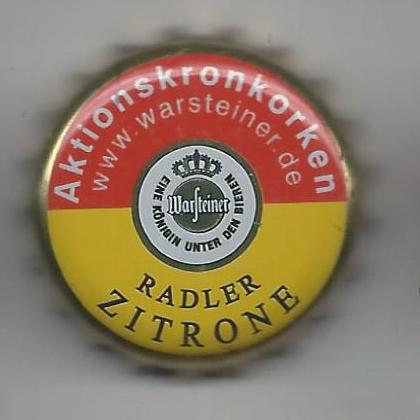 Aktionskronkorken
www.warsteiner.de
Warsteiner
EINE KÖNIGIN UNTER DEN BIEREN
RADLER
ZITRONE